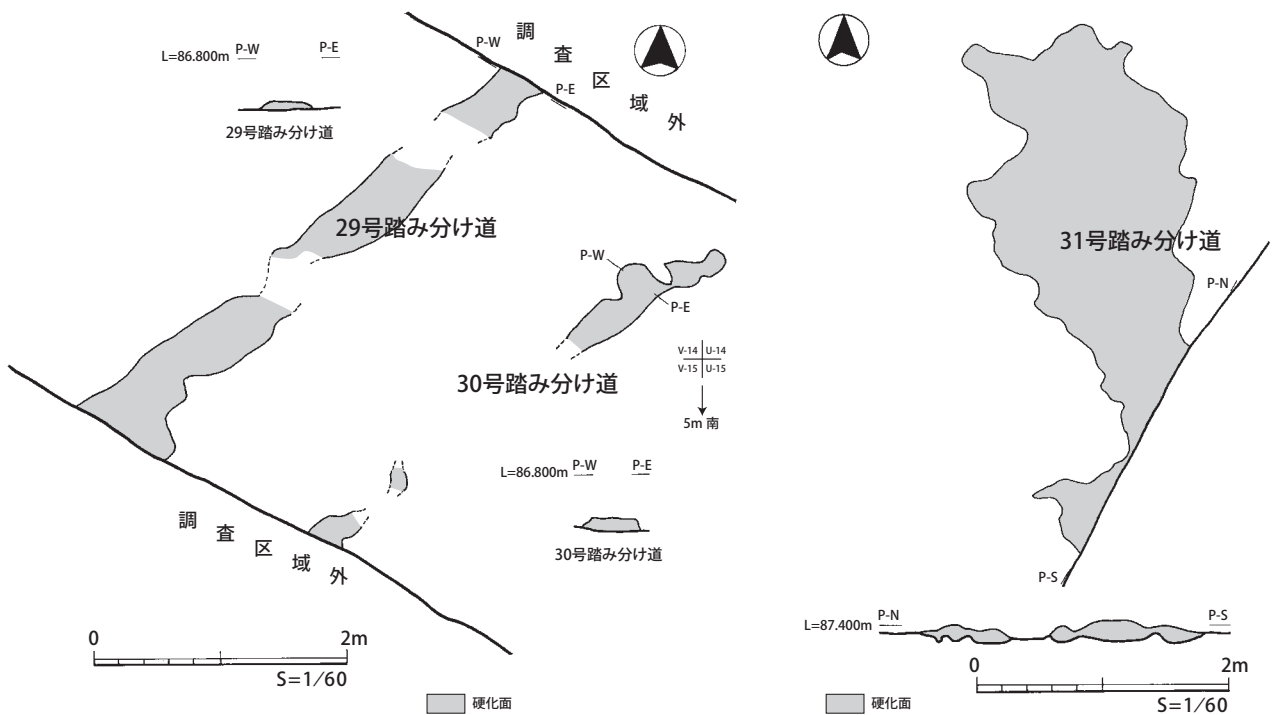 L=86.800m P-W P-E
29号踏み分け道
P-W
P-E
調査区域外
29号踏み分け道
P-W
P-E
30号踏み分け道
V-14 U-14
V-15 U-15
5m 南
L=86.800m P-W P-E
30号踏み分け道
調査区域外
0 2m
S=1/60
硬化面
31号踏み分け道
P-N
P-S
L=87.400m P-N P-S
0 2m
S=1/60
硬化面